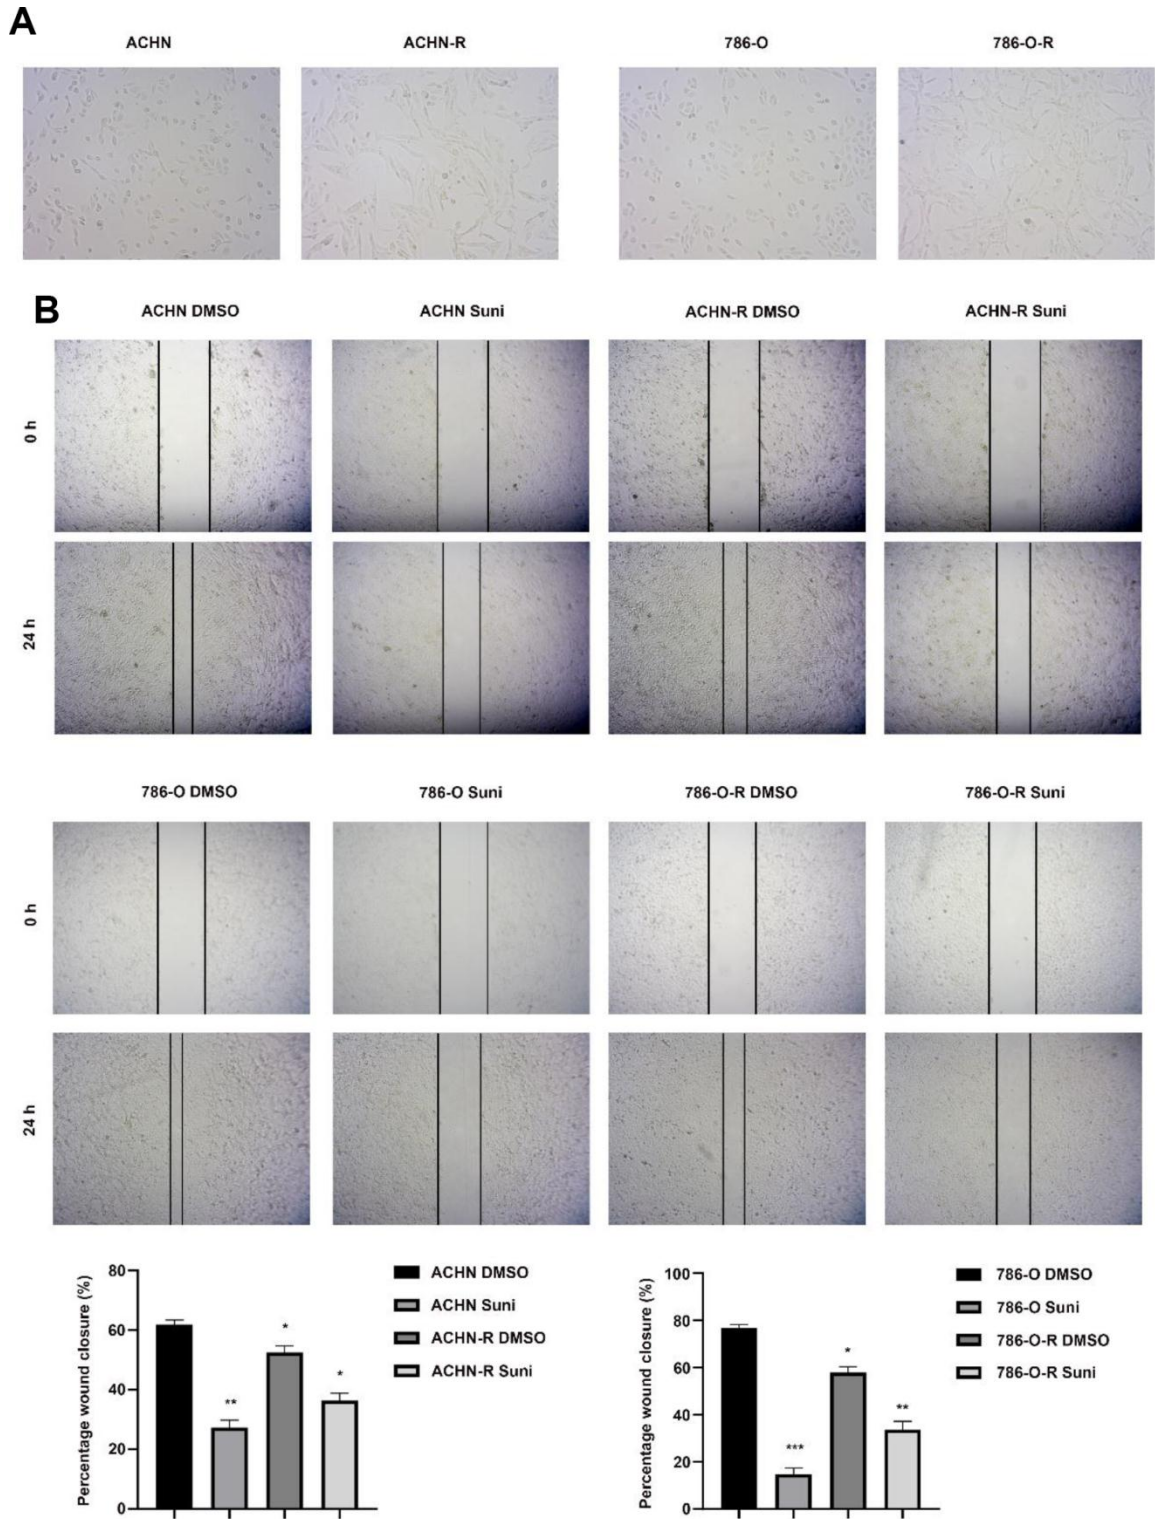 A
ACHN ACHN-R 786-O 786-O-R
B
ACHN DMSO ACHN Suni ACHN-R DMSO ACHN-R Suni
0 h
24 h
786-O DMSO 786-O Suni 786-O-R DMSO 786-O-R Suni
0 h
24 h
Percentage wound closure (%)
80
60
40
20
0
**
*
*
ACHN DMSO
ACHN Suni
ACHN-R DMSO
ACHN-R Suni
Percentage wound closure (%)
100
80
60
40
20
0
***
*
**
786-O DMSO
786-O Suni
786-O-R DMSO
786-O-R Suni